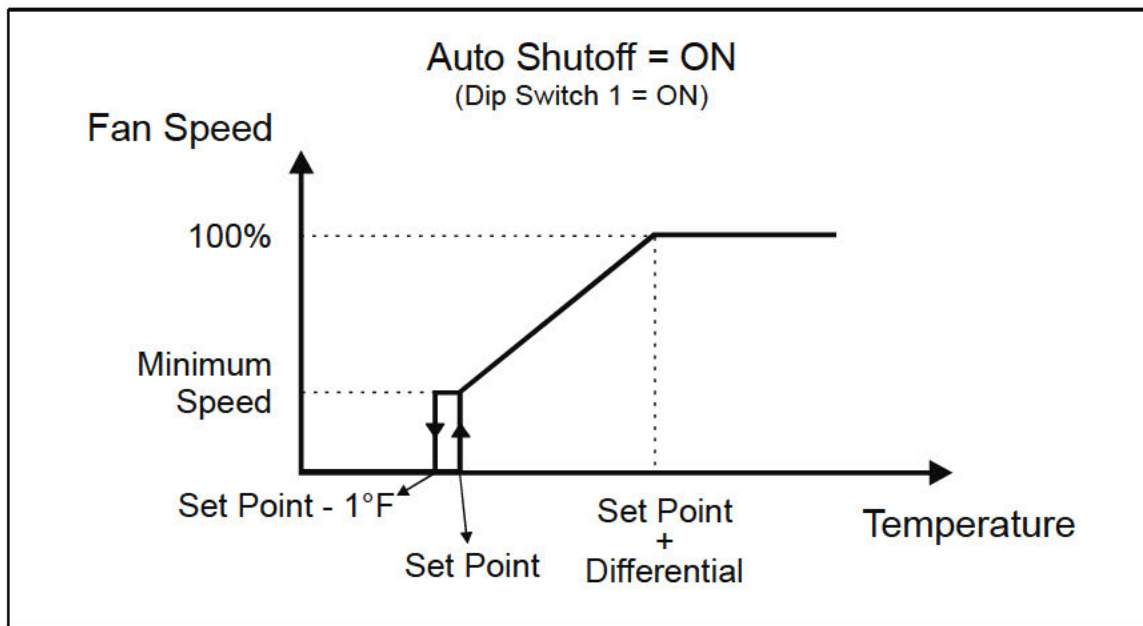 Auto Shutoff = ON
(Dip Switch 1 = ON)
Fan Speed
100%
Minimum
Speed
Set Point - 1°F
Set Point
Set Point
+
Differential
Temperature